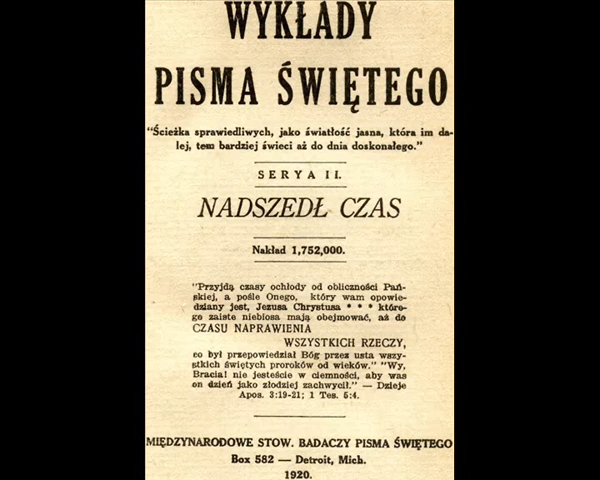 WYKŁADY
PISMA ŚWIĘTEGO
"Ścieżka sprawiedliwych, jako światłość jasna, która im da-
lej, tem bardziej świeci aż do dnia doskonałego."
SERYA II.
NADSZEDŁ CZAS
Nakład 1,752,000.
"Przyjdą czasy ochłody od obliczności Pań-
skiej, a pośle Onego, który wam opowie-
dziany jest, Jezusa Chrystusa * * * które-
go zaiste niebiosa mają obejmować, aż do
CZASU NAPRAWIENIA
WSZYSTKICH RZECZY,
co był przepowiedział Bóg przez usta wszy-
stkich świętych proroków od wieków." "Wy,
Bracia! nie jesteście w ciemności, aby was
on dzień jako złodziej zachwycił." — Dzieje
Apos. 3:19-21; 1 Tes. 5:4.
MIĘDZYNARODOWE STOW. BADACZY PISMA ŚWIĘTEGO
Box 582 — Detroit, Mich.
1920.